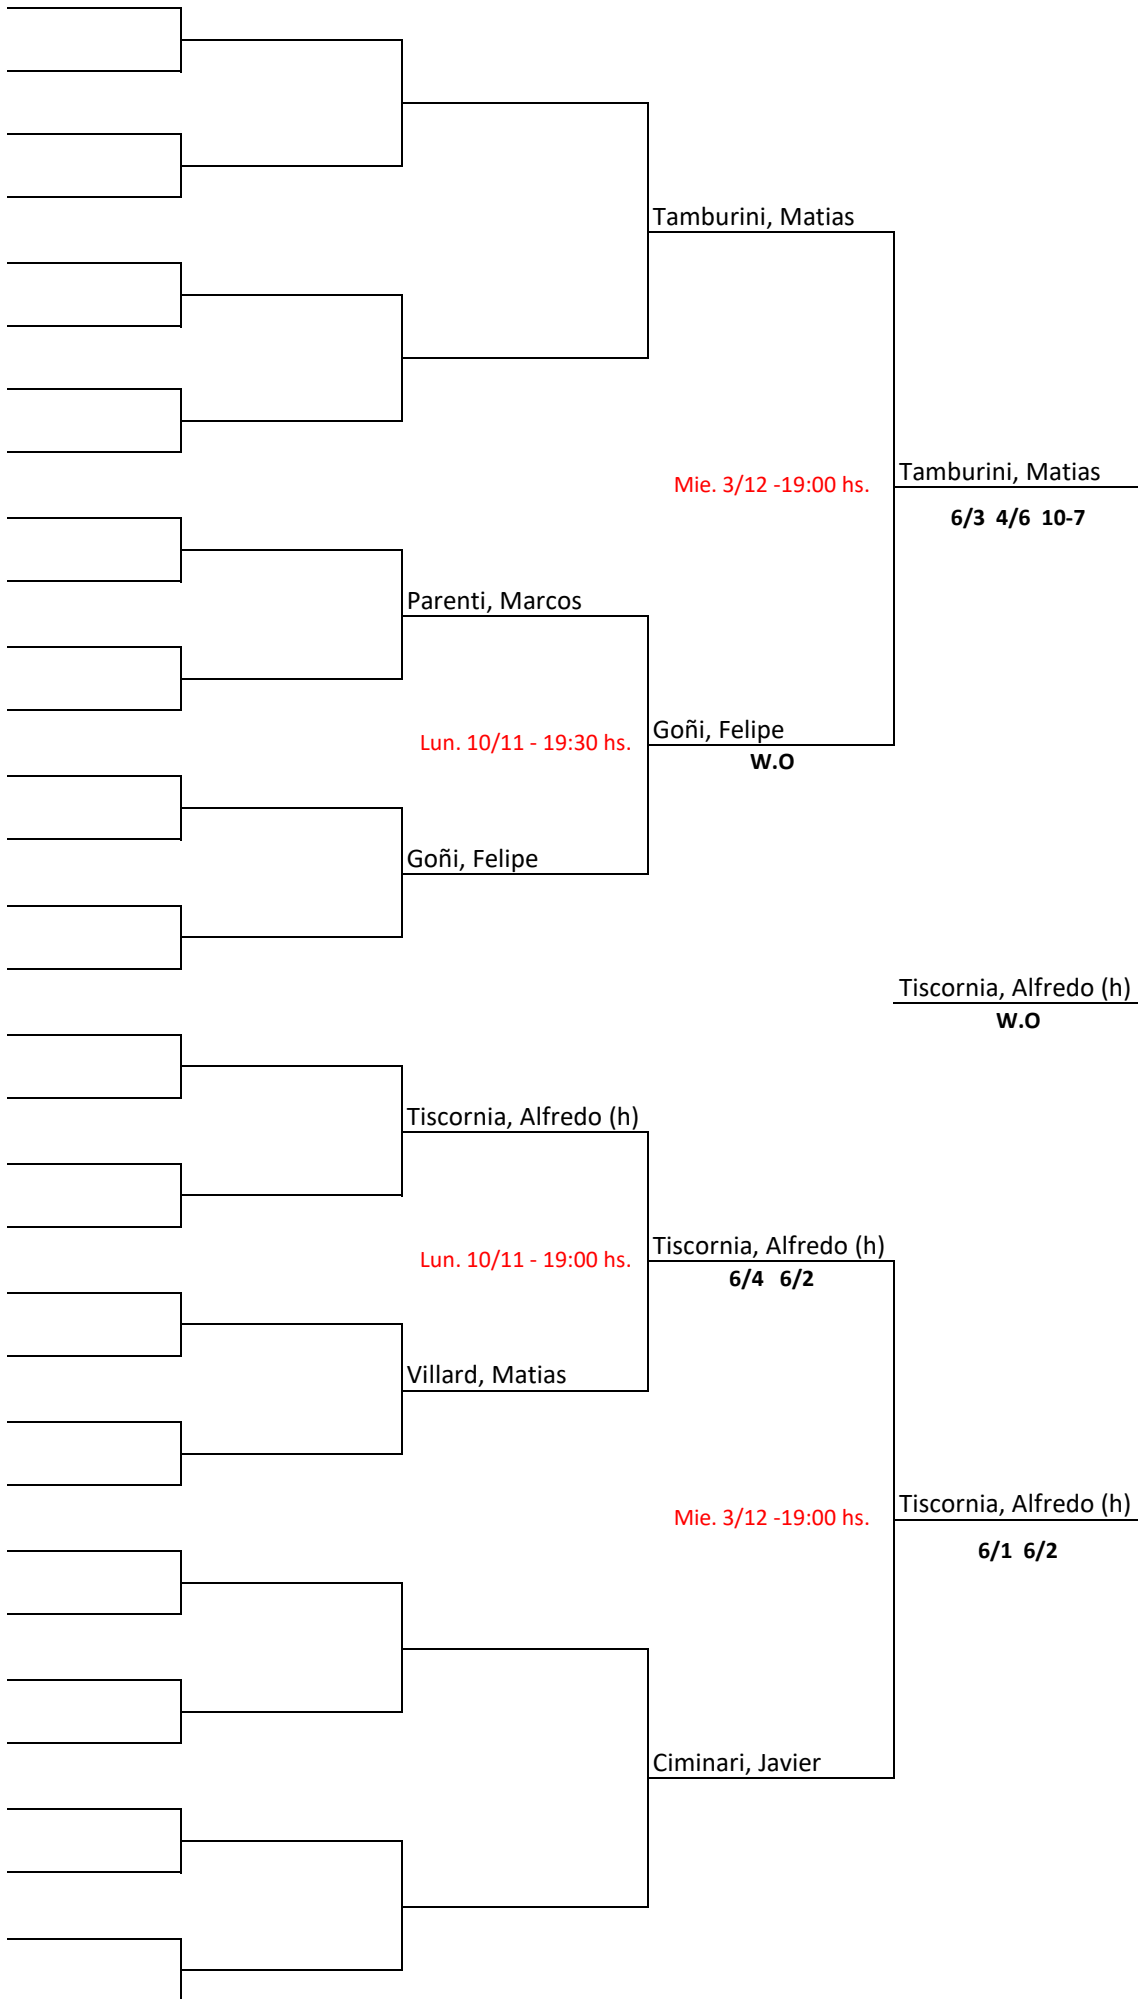 Tamburini, Matias
Mie. 3/12 -19:00 hs.
Tamburini, Matias
6/3 4/6 10-7
Parenti, Marcos
Lun. 10/11 - 19:30 hs.
Goñi, Felipe
W.O
Goñi, Felipe
Tiscornia, Alfredo (h)
W.O
Tiscornia, Alfredo (h)
Lun. 10/11 - 19:00 hs.
Tiscornia, Alfredo (h)
6/4 6/2
Villard, Matias
Mie. 3/12 -19:00 hs.
Tiscornia, Alfredo (h)
6/1 6/2
Ciminari, Javier